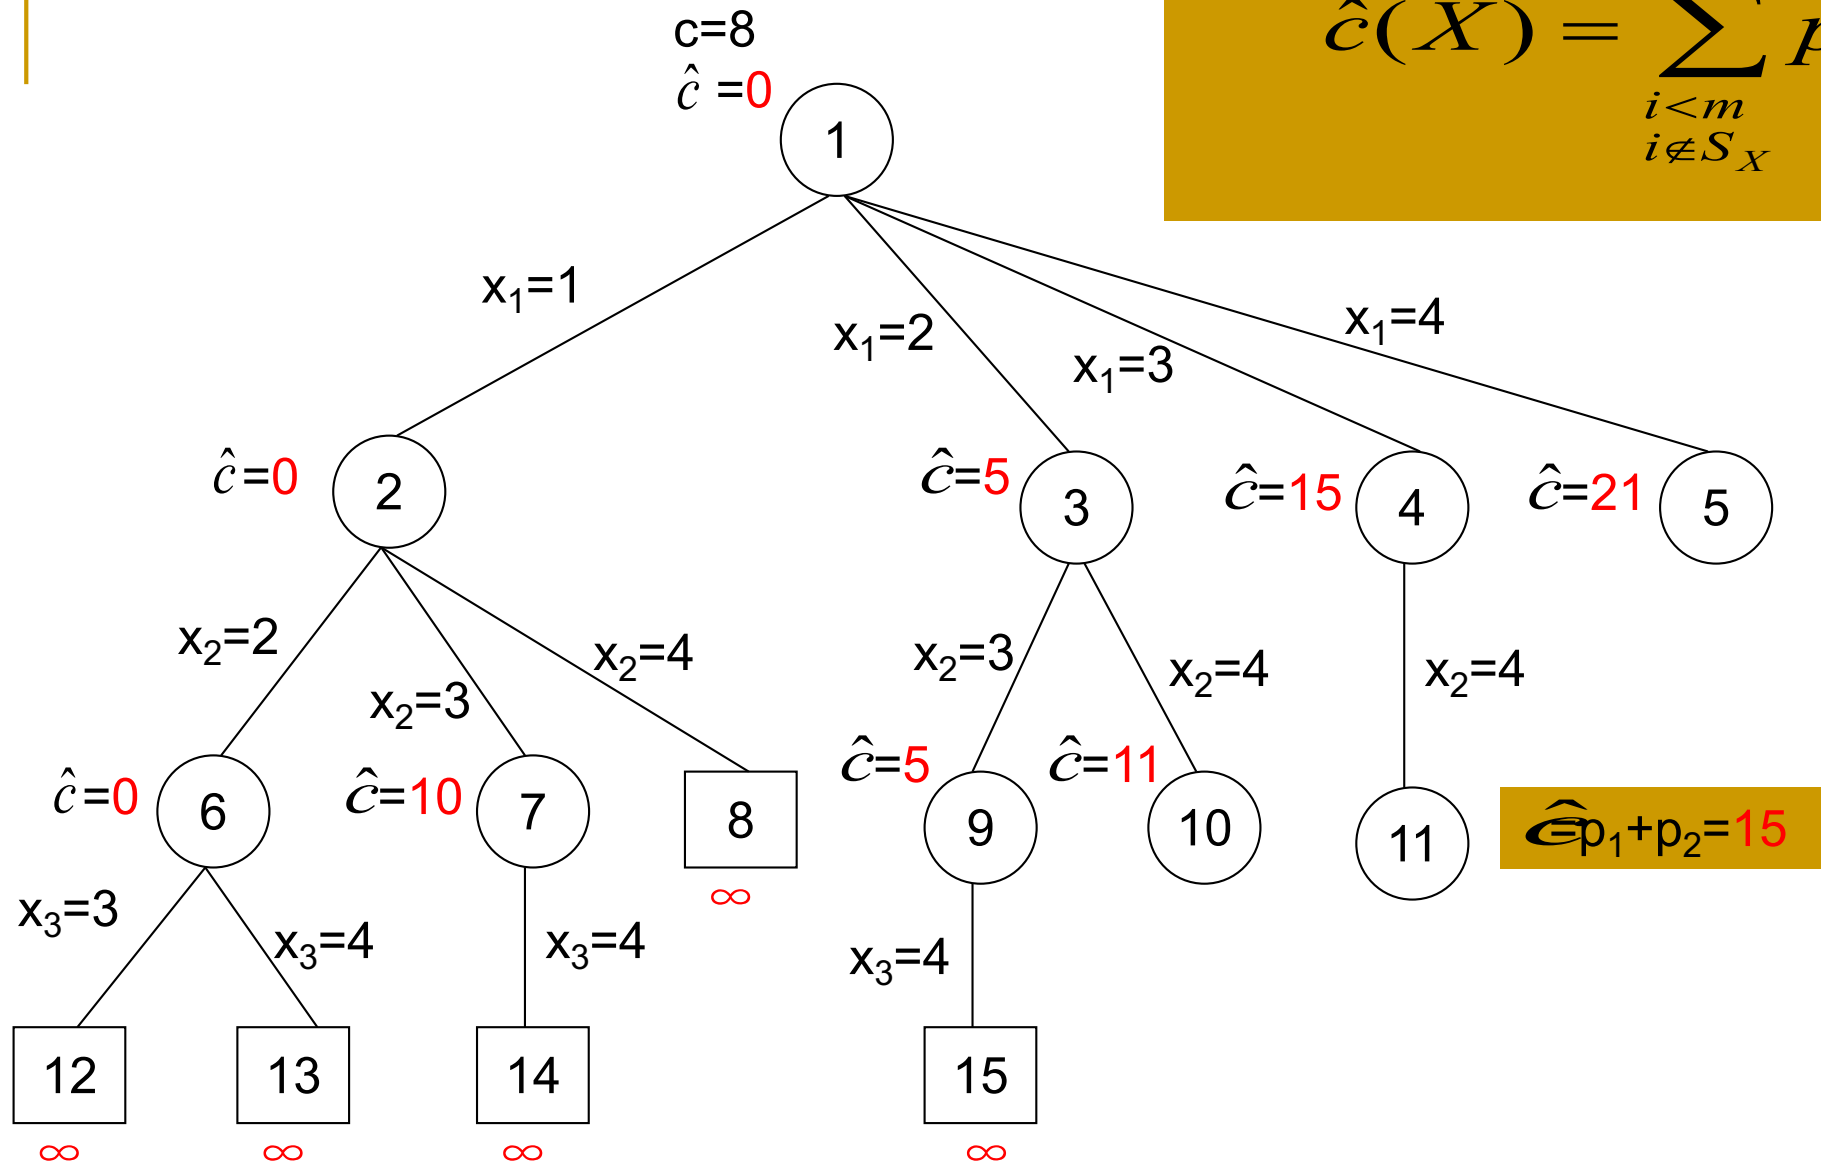 c=8
ĉ =0
ĉ(X) = ∑ p
i<m
i∉S_X
1
x₁=1
x₁=2
x₁=3
x₁=4
ĉ=0
2
ĉ=5
3
ĉ=15
4
ĉ=21
5
x₂=2
x₂=3
x₂=4
x₂=3
x₂=4
x₂=4
ĉ=0
6
ĉ=10
7
8
∞
ĉ=5
9
ĉ=11
10
11
ĉ=p₁+p₂=15
x₃=3
x₃=4
x₃=4
x₃=4
12
13
14
15
∞
∞
∞
∞